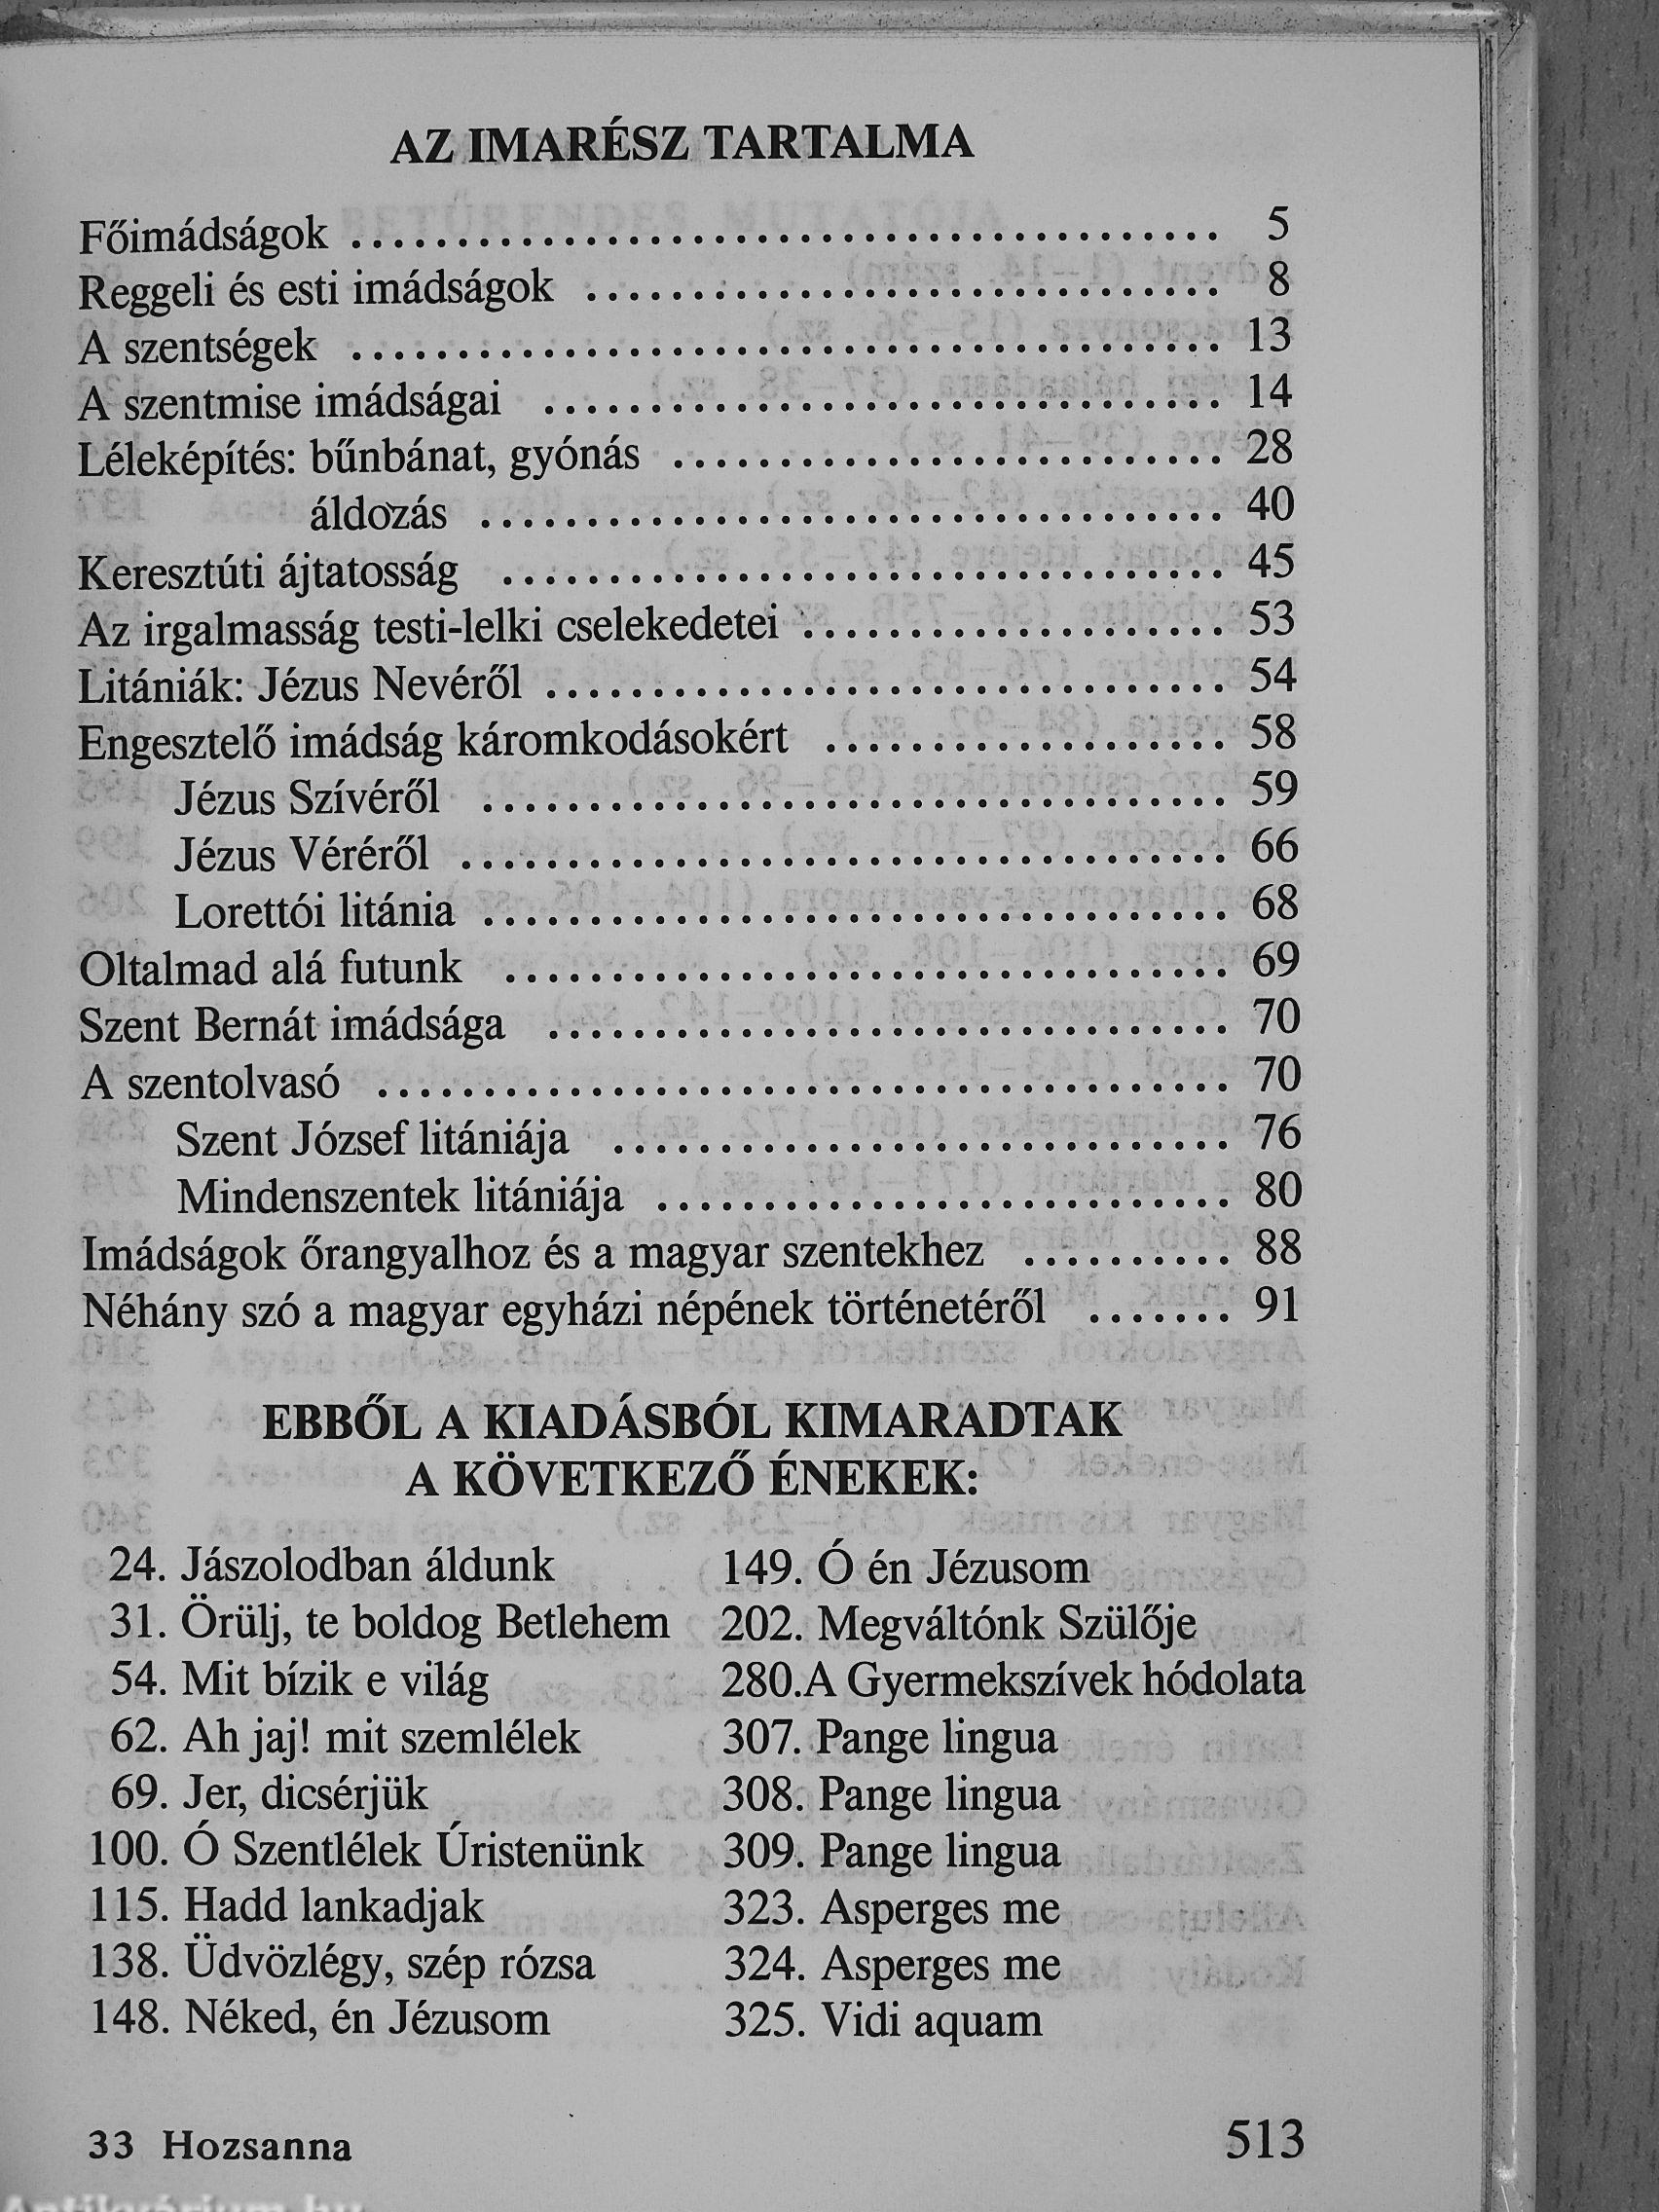 AZ IMARÉSZ TARTALMA
Főimádságok ........................................ 5
Reggeli és esti imádságok .............................. 8
A szentségek ........................................ 13
A szentmise imádságai ................................ 14
Léleképítés: bűnbánat, gyónás .......................... 28
áldozás ................................... 40
Keresztúti ájtatosság .................................. 45
Az irgalmasság testi-lelki cselekedetei .................... 53
Litániák: Jézus Nevéről ................................ 54
Engesztelő imádság káromkodásokért ................... 58
Jézus Szívéről ................................... 59
Jézus Véréről .................................... 66
Lorettói litánia ................................... 68
Oltalmad alá futunk .................................. 69
Szent Bernát imádsága ................................ 70
A szentolvasó ........................................ 70
Szent József litániája ............................. 76
Mindenszentek litániája ........................... 80
Imádságok őrangyalhoz és a magyar szentekhez .......... 88
Néhány szó a magyar egyházi népének történetéről ....... 91
EBBŐL A KIADÁSBÓL KIMARADTAK
A KÖVETKEZŐ ÉNEKEK:
24. Jászolodban áldunk
31. Örülj, te boldog Betlehem
54. Mit bízik e világ
62. Ah jaj! mit szemlélek
69. Jer, dicsérjük
100. Ó Szentlélek Úristenünk
115. Hadd lankadjak
138. Üdvözlégy, szép rózsa
148. Néked, én Jézusom
149. Ó én Jézusom
202. Megváltónk Szülője
280.A Gyermekszívek hódolata
307. Pange lingua
308. Pange lingua
309. Pange lingua
323. Asperges me
324. Asperges me
325. Vidi aquam
33 Hozsanna
513
Antikvárium.hu